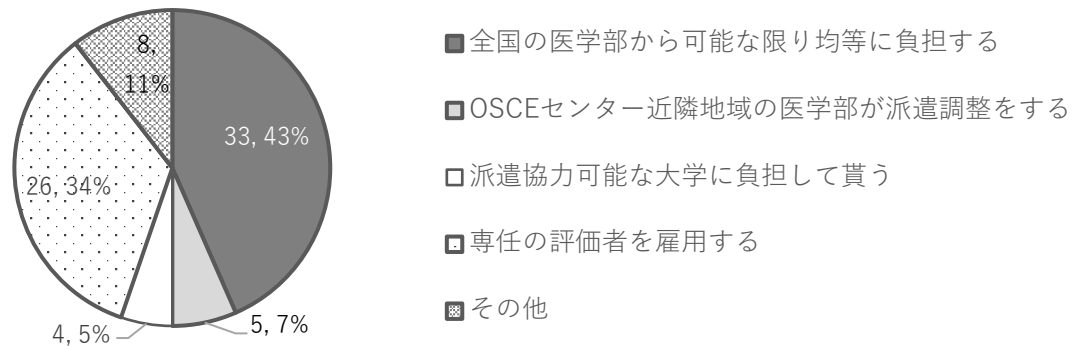 8,
11%
33, 43%
26, 34%
5, 7%
4, 5%
全国の医学部から可能な限り均等に負担する
OSCEセンター近隣地域の医学部が派遣調整をする
派遣協力可能な大学に負担して貰う
専任の評価者を雇用する
その他